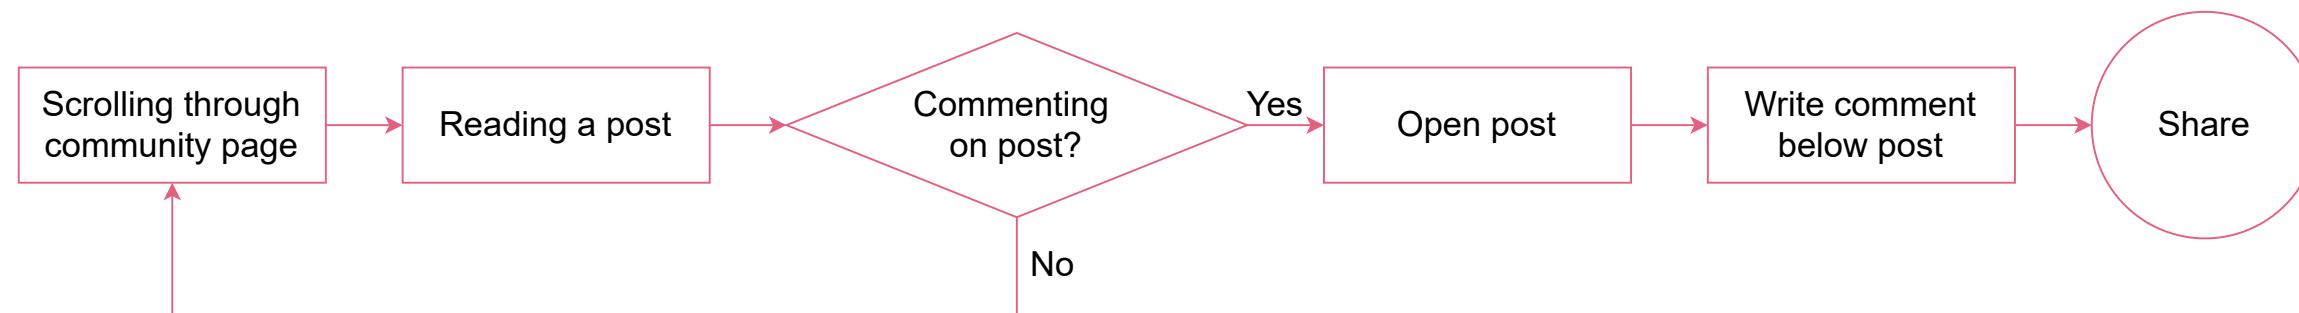 Scrolling through
community page
Reading a post
Commenting
on post?
Yes
Open post
Write comment
below post
Share
No